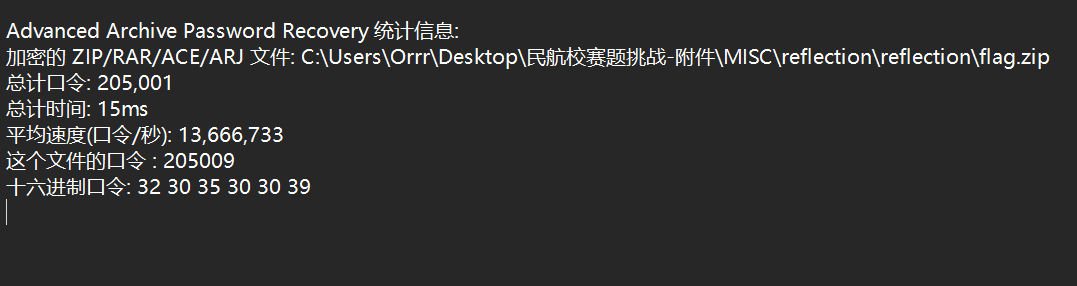 Advanced Archive Password Recovery 统计信息:
加密的 ZIP/RAR/ACE/ARJ 文件: C:\Users\Orrr\Desktop\民航校赛题挑战-附件\MISC\reflection\reflection\flag.zip
总计口令: 205,001
总计时间: 15ms
平均速度(口令/秒): 13,666,733
这个文件的口令 : 205009
十六进制口令: 32 30 35 30 30 39